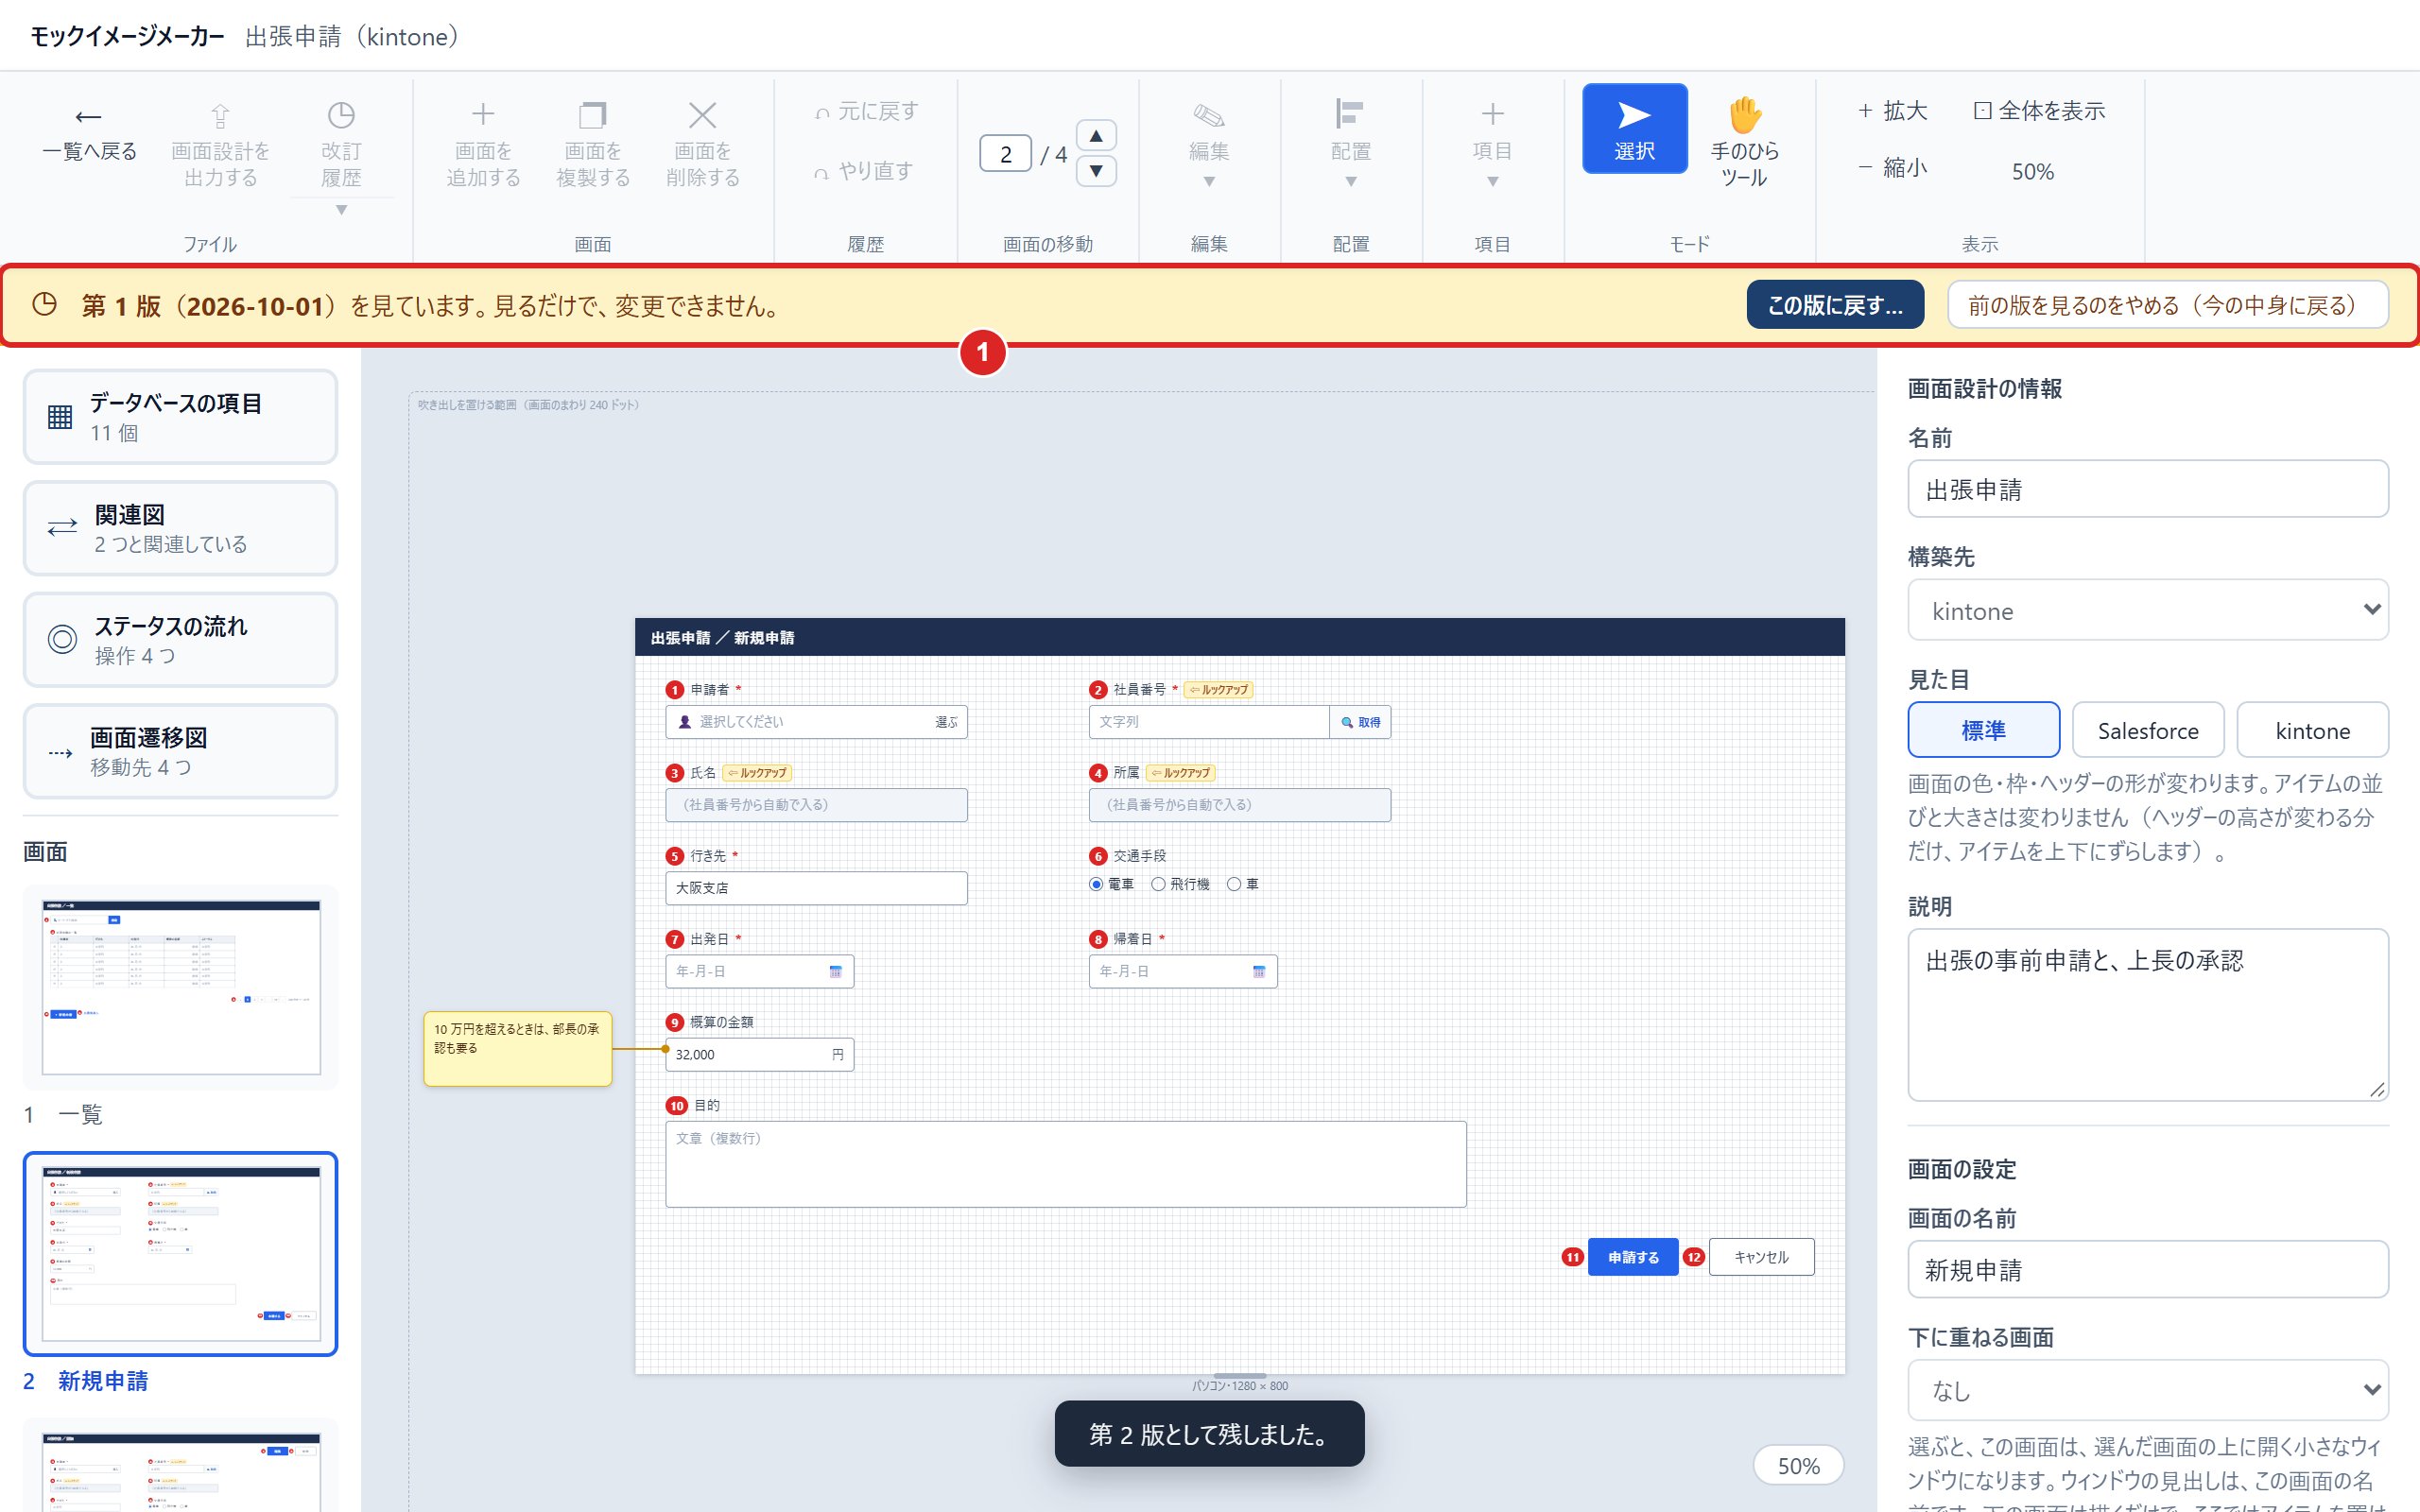 モックイメージメーカー 出張申請（kintone）
一覧へ戻る
画面設計を
出力する
改訂
履歴
▼
ファイル
画面を
追加する
画面を
複製する
画面を
削除する
画面
元に戻す
やり直す
履歴
2 / 4
▲
▼
画面の移動
編集
▼
編集
配置
▼
配置
項目
▼
項目
選択
手のひら
ツール
モード
+ 拡大
− 縮小
全体を表示
50%
表示
第 1 版（2026-10-01）を見ています。見るだけで、変更できません。
この版に戻す...
前の版を見るのをやめる（今の中身に戻る）
1
データベースの項目
11 個
関連図
2 つと関連している
ステータスの流れ
操作 4 つ
画面遷移図
移動先 4 つ
画面
1 一覧
2 新規申請
吹き出しを置ける範囲（画面のまわり 240 ドット）
出張申請 ／ 新規申請
1 申請者 *
選択してください 選ぶ
2 社員番号 * ⇦ ルックアップ
文字列 取得
3 氏名 ⇦ ルックアップ
（社員番号から自動で入る）
4 所属 ⇦ ルックアップ
（社員番号から自動で入る）
5 行き先 *
大阪支店
6 交通手段
電車 飛行機 車
7 出発日 *
年-月-日
8 帰着日 *
年-月-日
9 概算の金額
32,000 円
10 万円を超えるときは、部長の承
認も要る
10 目的
文章（複数行）
11 申請する
12 キャンセル
パソコン・1280 × 800
第 2 版として残しました。
50%
画面設計の情報
名前
出張申請
構築先
kintone
見た目
標準 Salesforce kintone
画面の色・枠・ヘッダーの形が変わります。アイテムの並
びと大きさは変わりません（ヘッダーの高さが変わる分
だけ、アイテムを上下にずらします）。
説明
出張の事前申請と、上長の承認
画面の設定
画面の名前
新規申請
下に重ねる画面
なし
選ぶと、この画面は、選んだ画面の上に開く小さなウィ
ンドウになります。ウィンドウの見出しは、この画面の名